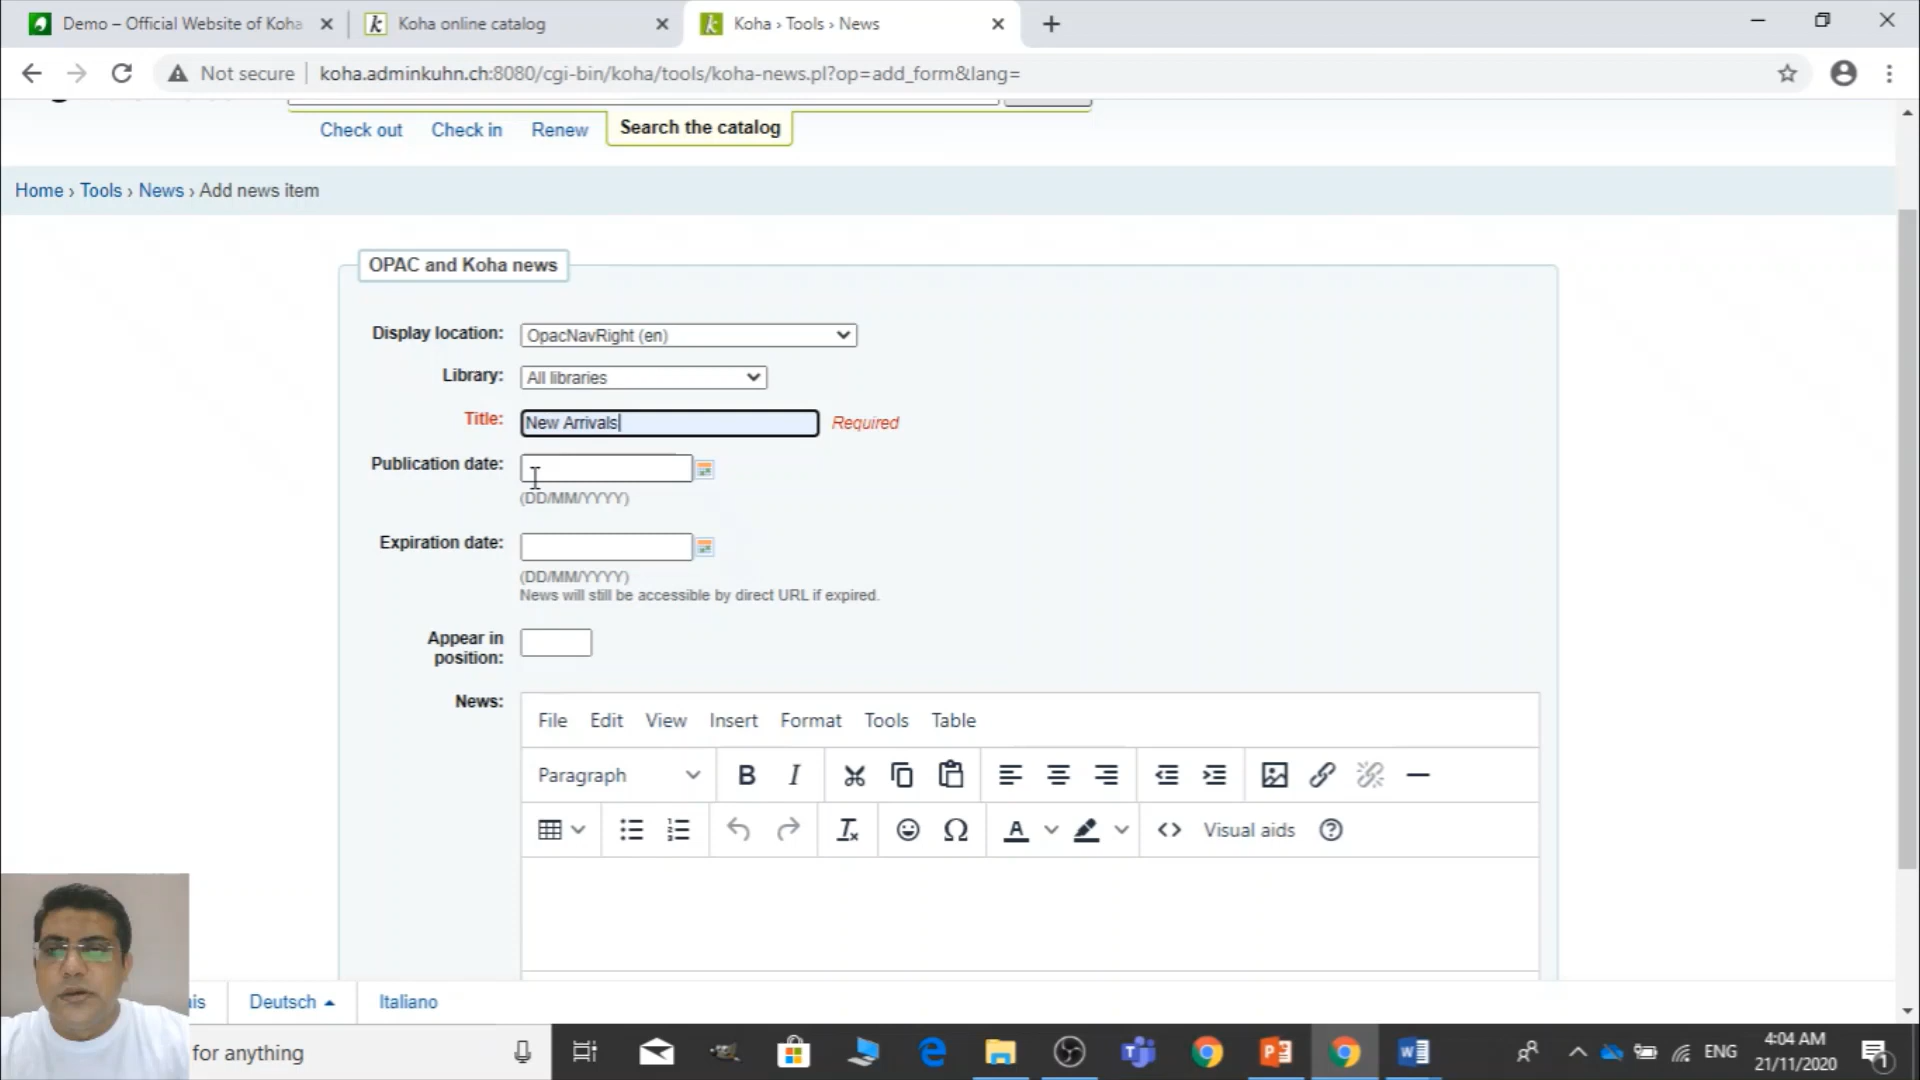 Demo – Official Website of Koha
Koha online catalog
Koha › Tools › News
Not secure
koha.adminkuhn.ch:8080/cgi-bin/koha/tools/koha-news.pl?op=add_form&lang=
Check out
Check in
Renew
Search the catalog
Home › Tools › News › Add news item
OPAC and Koha news
Display location:
OpacNavRight (en)
Library:
All libraries
Title:
New Arrivals
Required
Publication date:
(DD/MM/YYYY)
Expiration date:
(DD/MM/YYYY)
News will still be accessible by direct URL if expired.
Appear in
position:
News:
File Edit View Insert Format Tools Table
Paragraph
Visual aids
Deutsch
Italiano
for anything
ENG
4:04 AM
21/11/2020